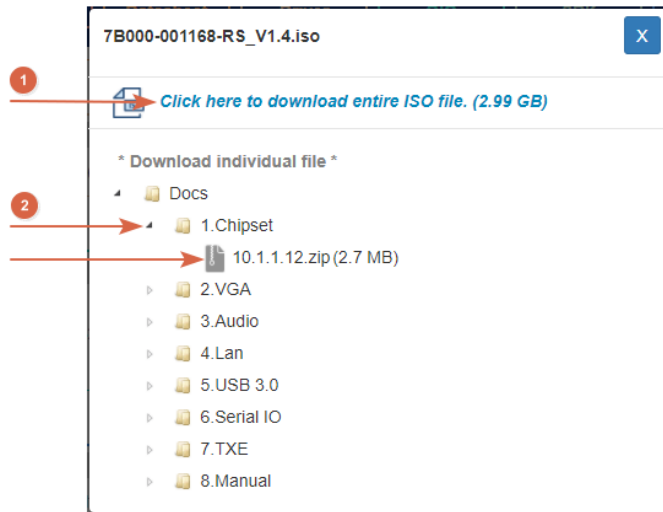 7B000-001168-RS_V1.4.iso
X
1
Click here to download entire ISO file. (2.99 GB)
* Download individual file *
Docs
2
1.Chipset
10.1.1.12.zip (2.7 MB)
2.VGA
3.Audio
4.Lan
5.USB 3.0
6.Serial IO
7.TXE
8.Manual